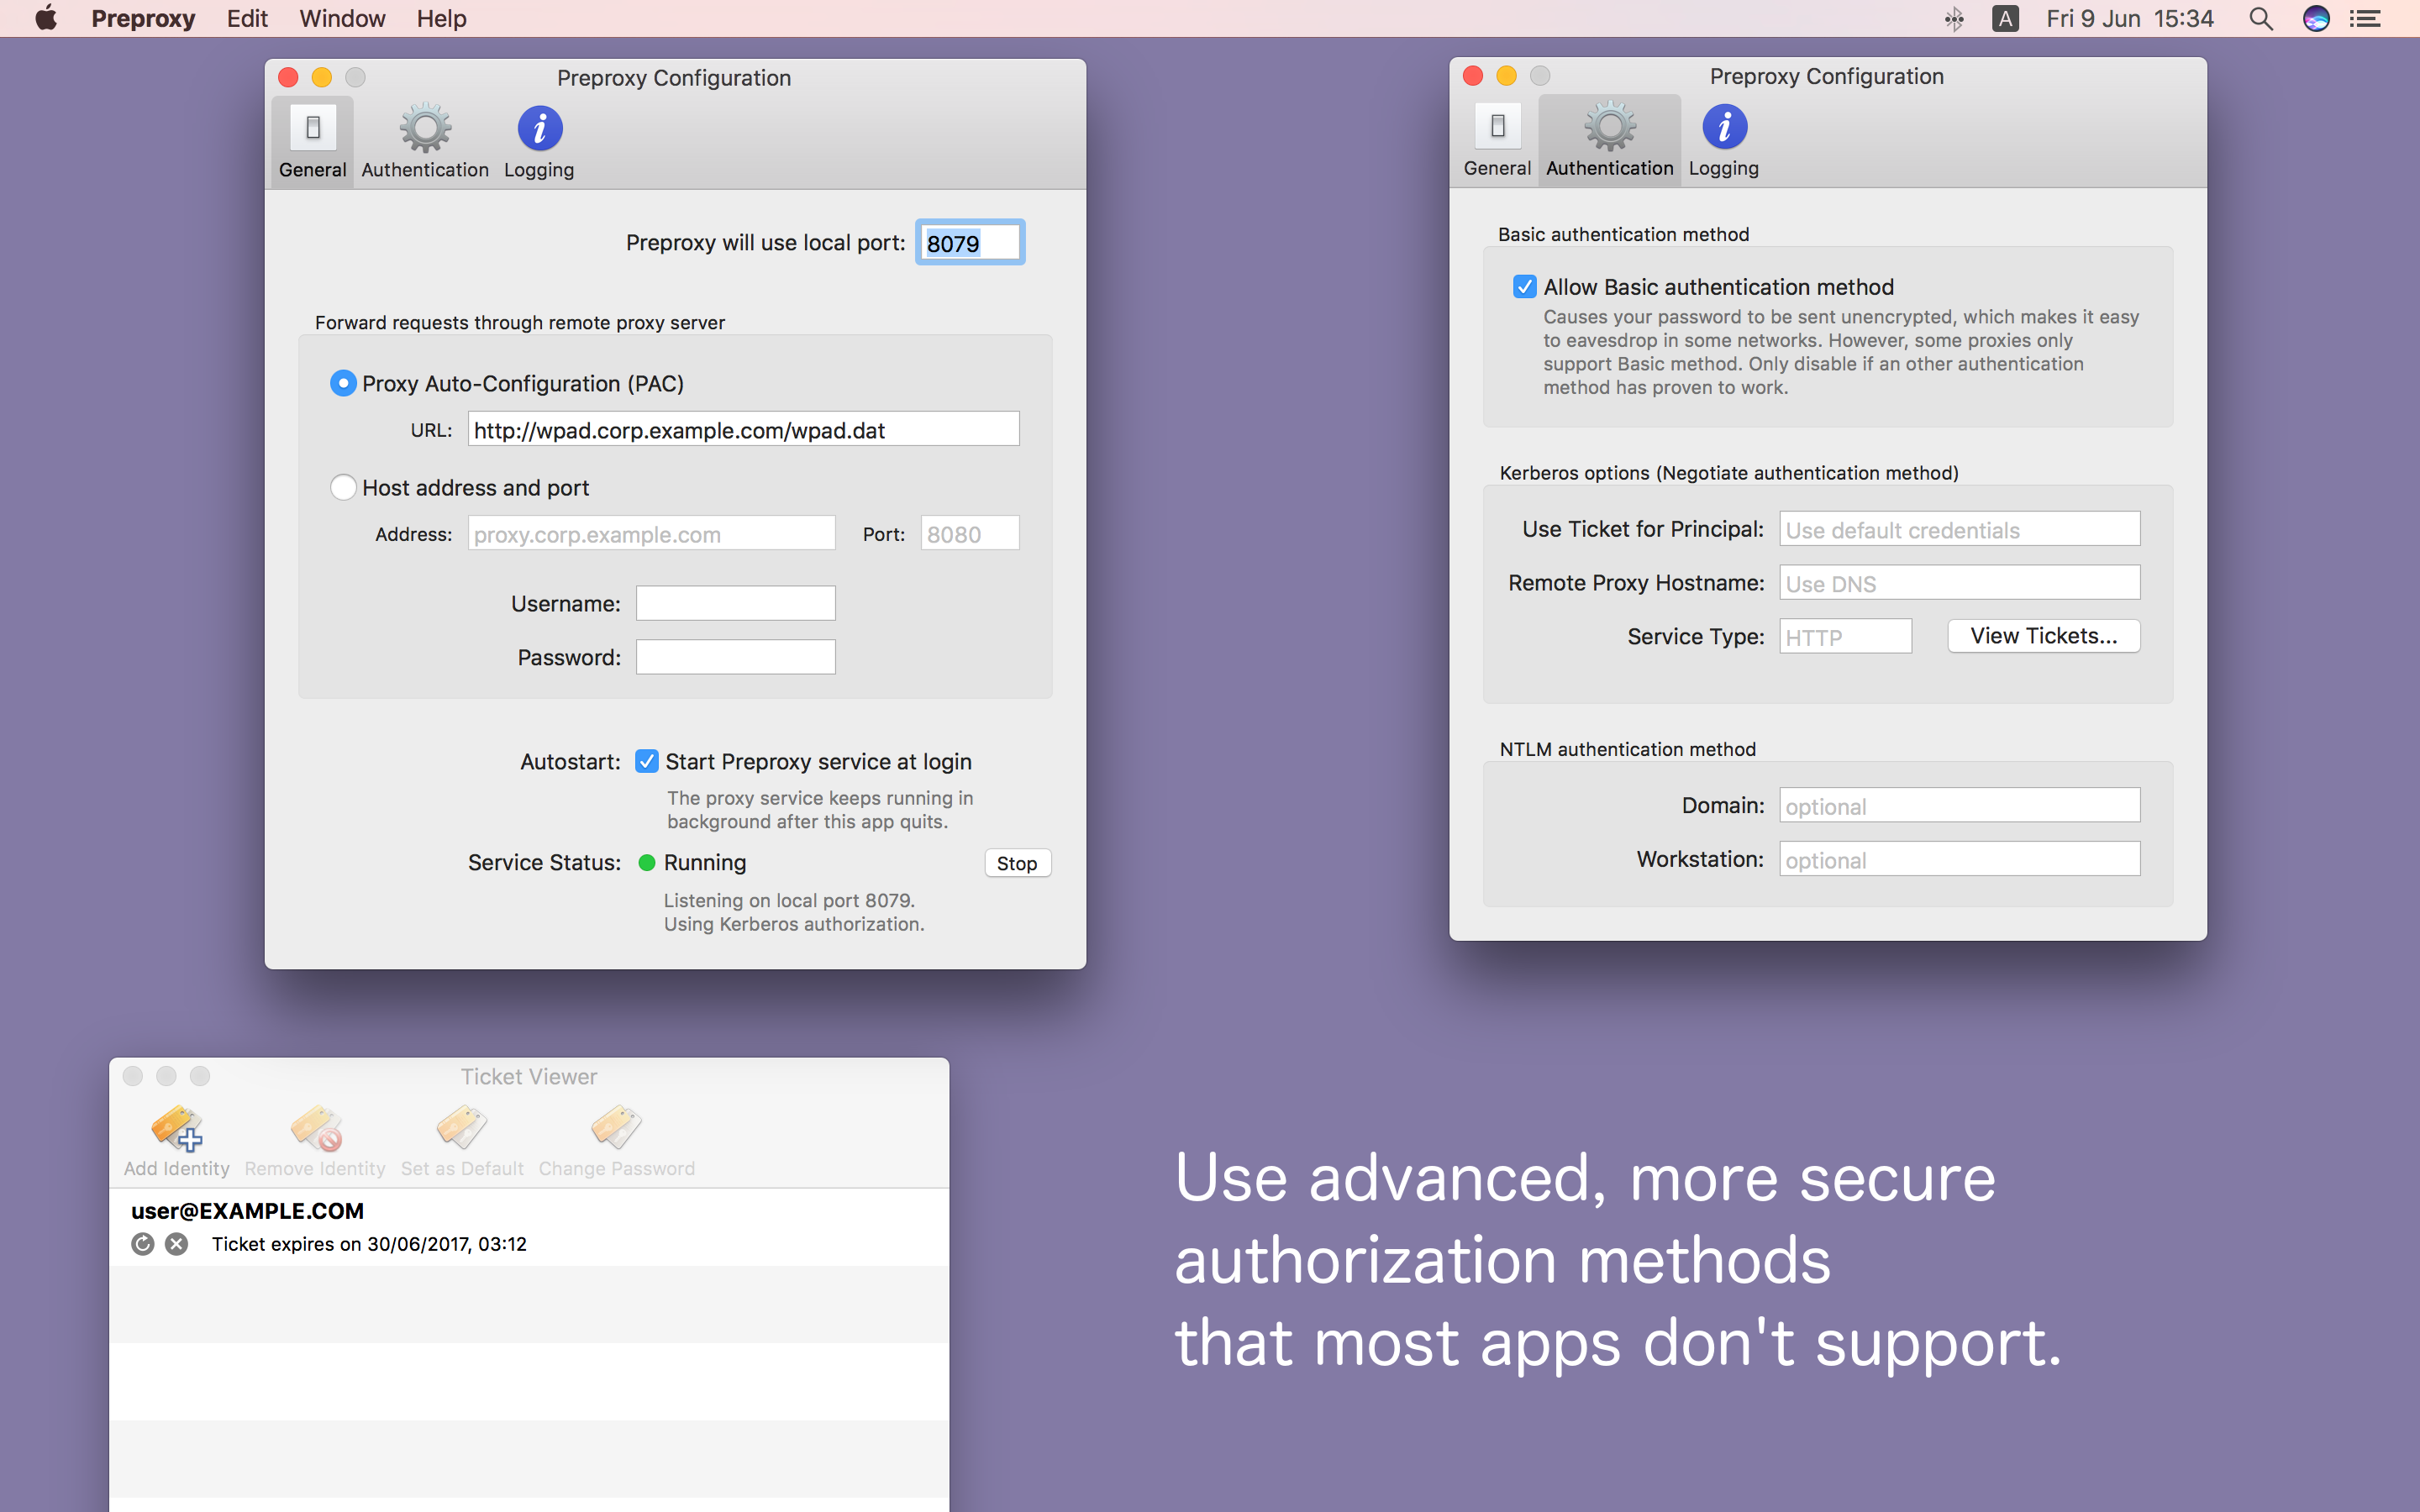 Preproxy Edit Window Help
A Fri 9 Jun 15:34
Preproxy Configuration
General Authentication Logging
Preproxy will use local port: 8079
Forward requests through remote proxy server
Proxy Auto-Configuration (PAC)
URL: http://wpad.corp.example.com/wpad.dat
Host address and port
Address: proxy.corp.example.com Port: 8080
Username:
Password:
Autostart: Start Preproxy service at login
The proxy service keeps running in
background after this app quits.
Service Status: Running Stop
Listening on local port 8079.
Using Kerberos authorization.
Preproxy Configuration
General Authentication Logging
Basic authentication method
Allow Basic authentication method
Causes your password to be sent unencrypted, which makes it easy
to eavesdrop in some networks. However, some proxies only
support Basic method. Only disable if an other authentication
method has proven to work.
Kerberos options (Negotiate authentication method)
Use Ticket for Principal: Use default credentials
Remote Proxy Hostname: Use DNS
Service Type: HTTP View Tickets...
NTLM authentication method
Domain: optional
Workstation: optional
Ticket Viewer
Add Identity Remove Identity Set as Default Change Password
user@EXAMPLE.COM
Ticket expires on 30/06/2017, 03:12
Use advanced, more secure
authorization methods
that most apps don't support.